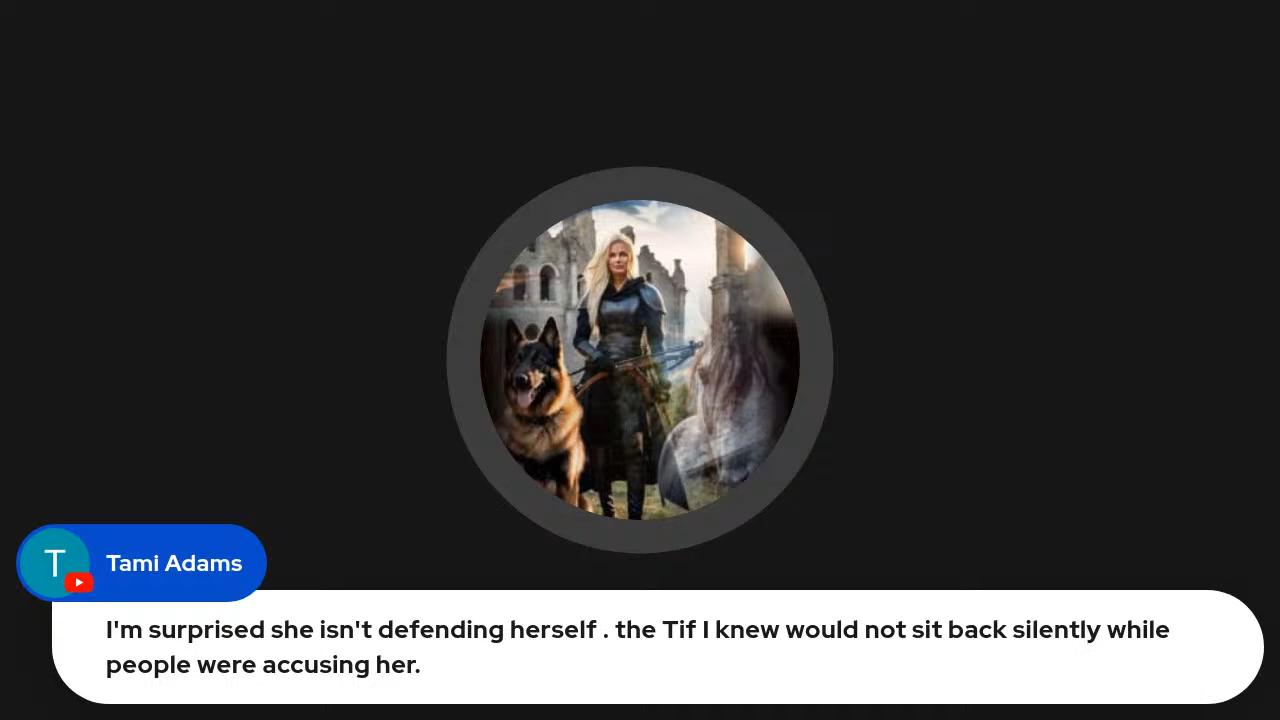 T
Tami Adams
I'm surprised she isn't defending herself . the Tif I knew would not sit back silently while
people were accusing her.